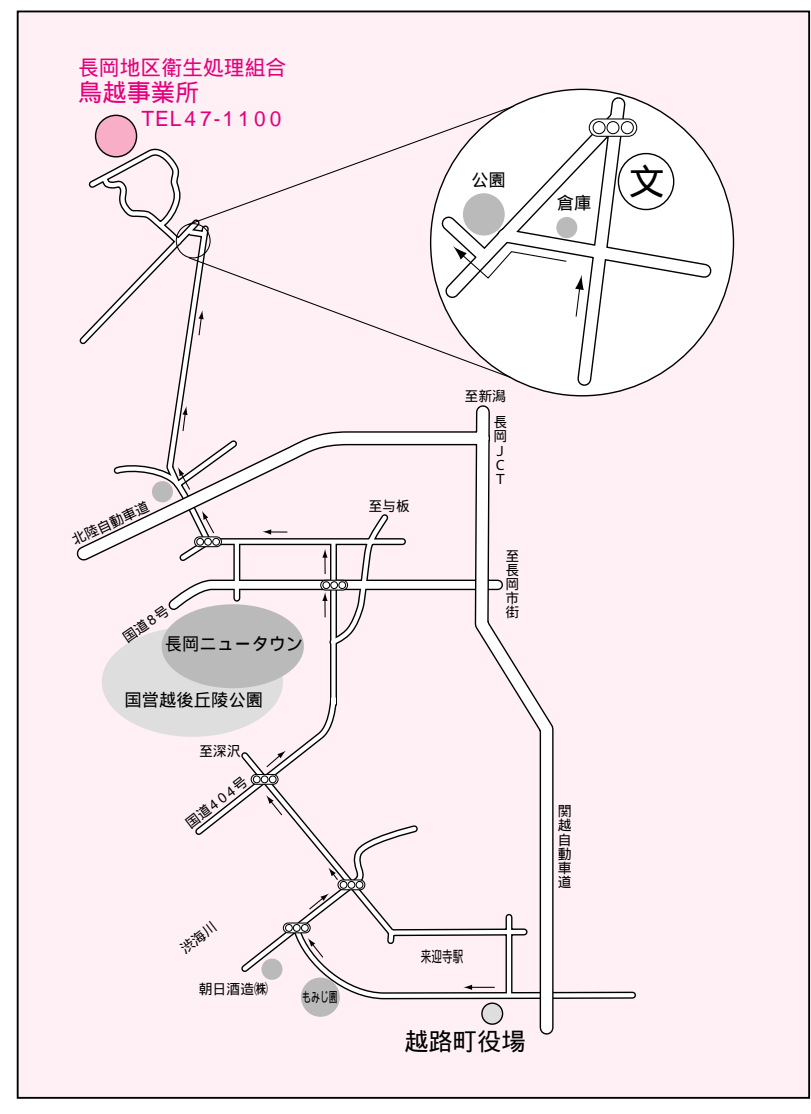 長岡地区衛生処理組合
鳥越事業所
TEL47-1100
公園
倉庫
文
至新潟
長岡JCT
至与板
北陸自動車道
至長岡市街
国道8号
長岡ニュータウン
国営越後丘陵公園
至深沢
国道404号
関越自動車道
渋海川
来迎寺駅
朝日酒造㈱
もみじ園
越路町役場